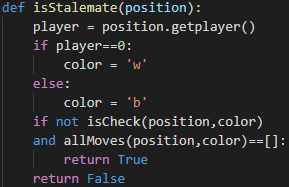 def isStalemate(position):
    player = position.getplayer()
    if player==0:
        color = 'w'
    else:
        color = 'b'
    if not isCheck(position,color)
    and allMoves(position,color)==[]:
        return True
    return False